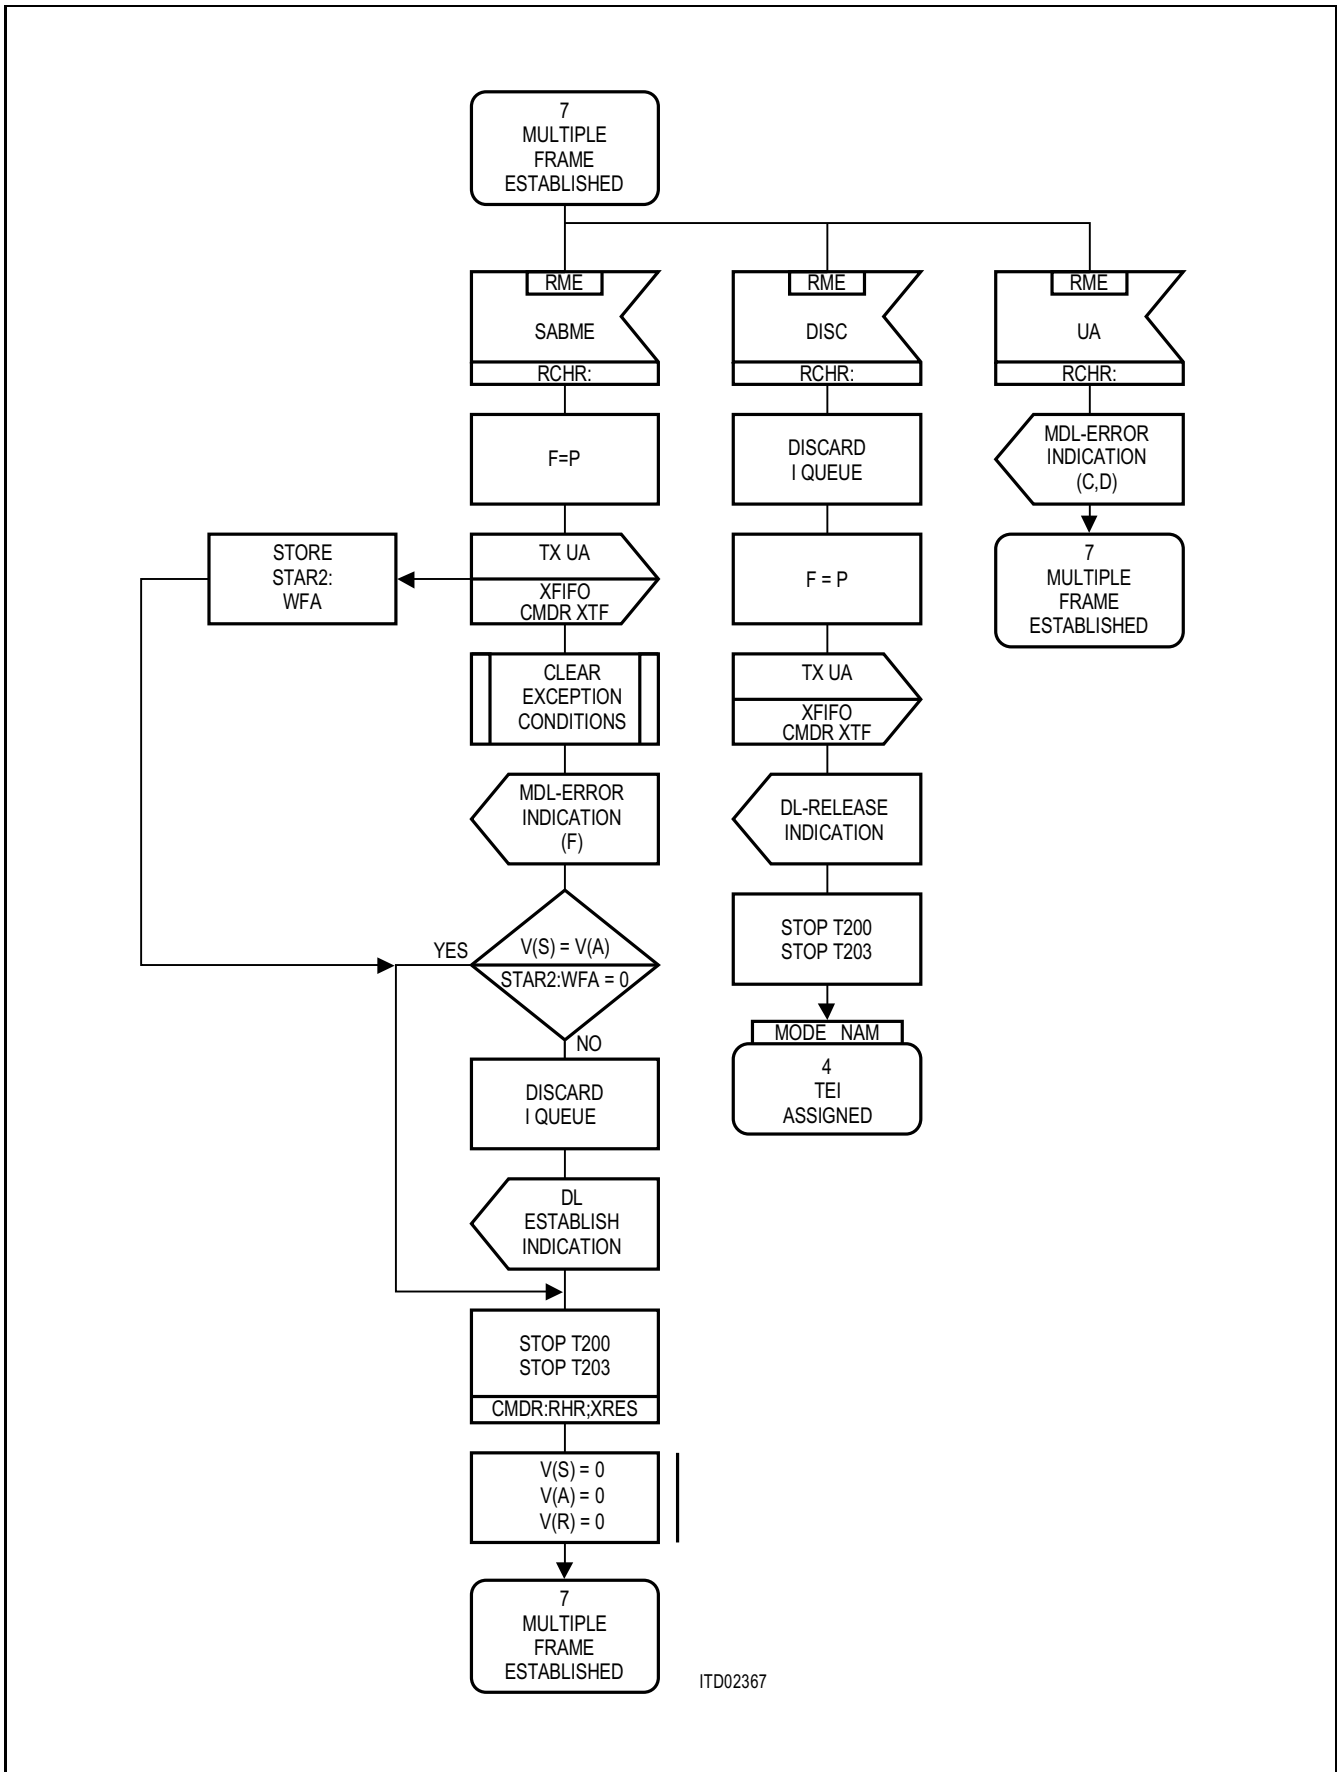 7
MULTIPLE
FRAME
ESTABLISHED
RME
SABME
RCHR:
RME
DISC
RCHR:
RME
UA
RCHR:
F=P
DISCARD
I QUEUE
MDL-ERROR
INDICATION
(C,D)
STORE
STAR2:
WFA
TX UA
XFIFO
CMDR XTF
F = P
7
MULTIPLE
FRAME
ESTABLISHED
CLEAR
EXCEPTION
CONDITIONS
TX UA
XFIFO
CMDR XTF
MDL-ERROR
INDICATION
(F)
DL-RELEASE
INDICATION
YES
V(S) = V(A)
STAR2:WFA = 0
NO
STOP T200
STOP T203
MODE NAM
4
TEI
ASSIGNED
DISCARD
I QUEUE
DL
ESTABLISH
INDICATION
STOP T200
STOP T203
CMDR:RHR;XRES
V(S) = 0
V(A) = 0
V(R) = 0
7
MULTIPLE
FRAME
ESTABLISHED
ITD02367